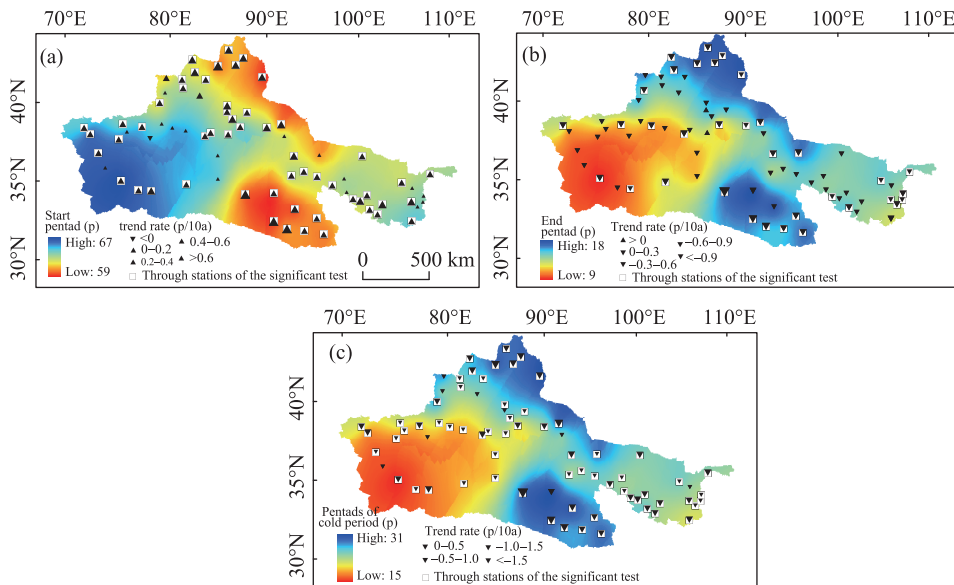 70°E 80°E 90°E 100°E 110°E
(a)
40°N
35°N
30°N
Start
pentad (p)
High: 67
Low: 59
trend rate (p/10a)
<0
0–0.2
0.2–0.4
0.4–0.6
>0.6
Through stations of the significant test
0 500 km
70°E 80°E 90°E 100°E 110°E
(b)
40°N
35°N
30°N
End
pentad (p)
High: 18
Low: 9
trend rate (p/10a)
> 0
0–0.3
–0.3–0.6
–0.6–0.9
<–0.9
Through stations of the significant test
70°E 80°E 90°E 100°E 110°E
(c)
40°N
35°N
30°N
Pentads of
cold period (p)
High: 31
Low: 15
Trend rate (p/10a)
0–0.5
–0.5–1.0
–1.0–1.5
<–1.5
Through stations of the significant test